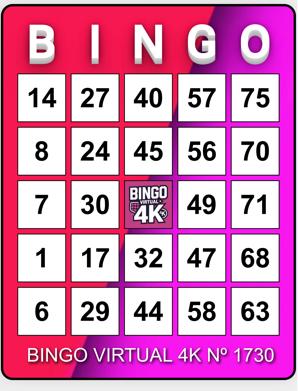 B I N G O
14 27 40 57 75
8 24 45 56 70
7 30 BINGO VIRTUAL 4K 49 71
1 17 32 47 68
6 29 44 58 63
BINGO VIRTUAL 4K Nº 1730